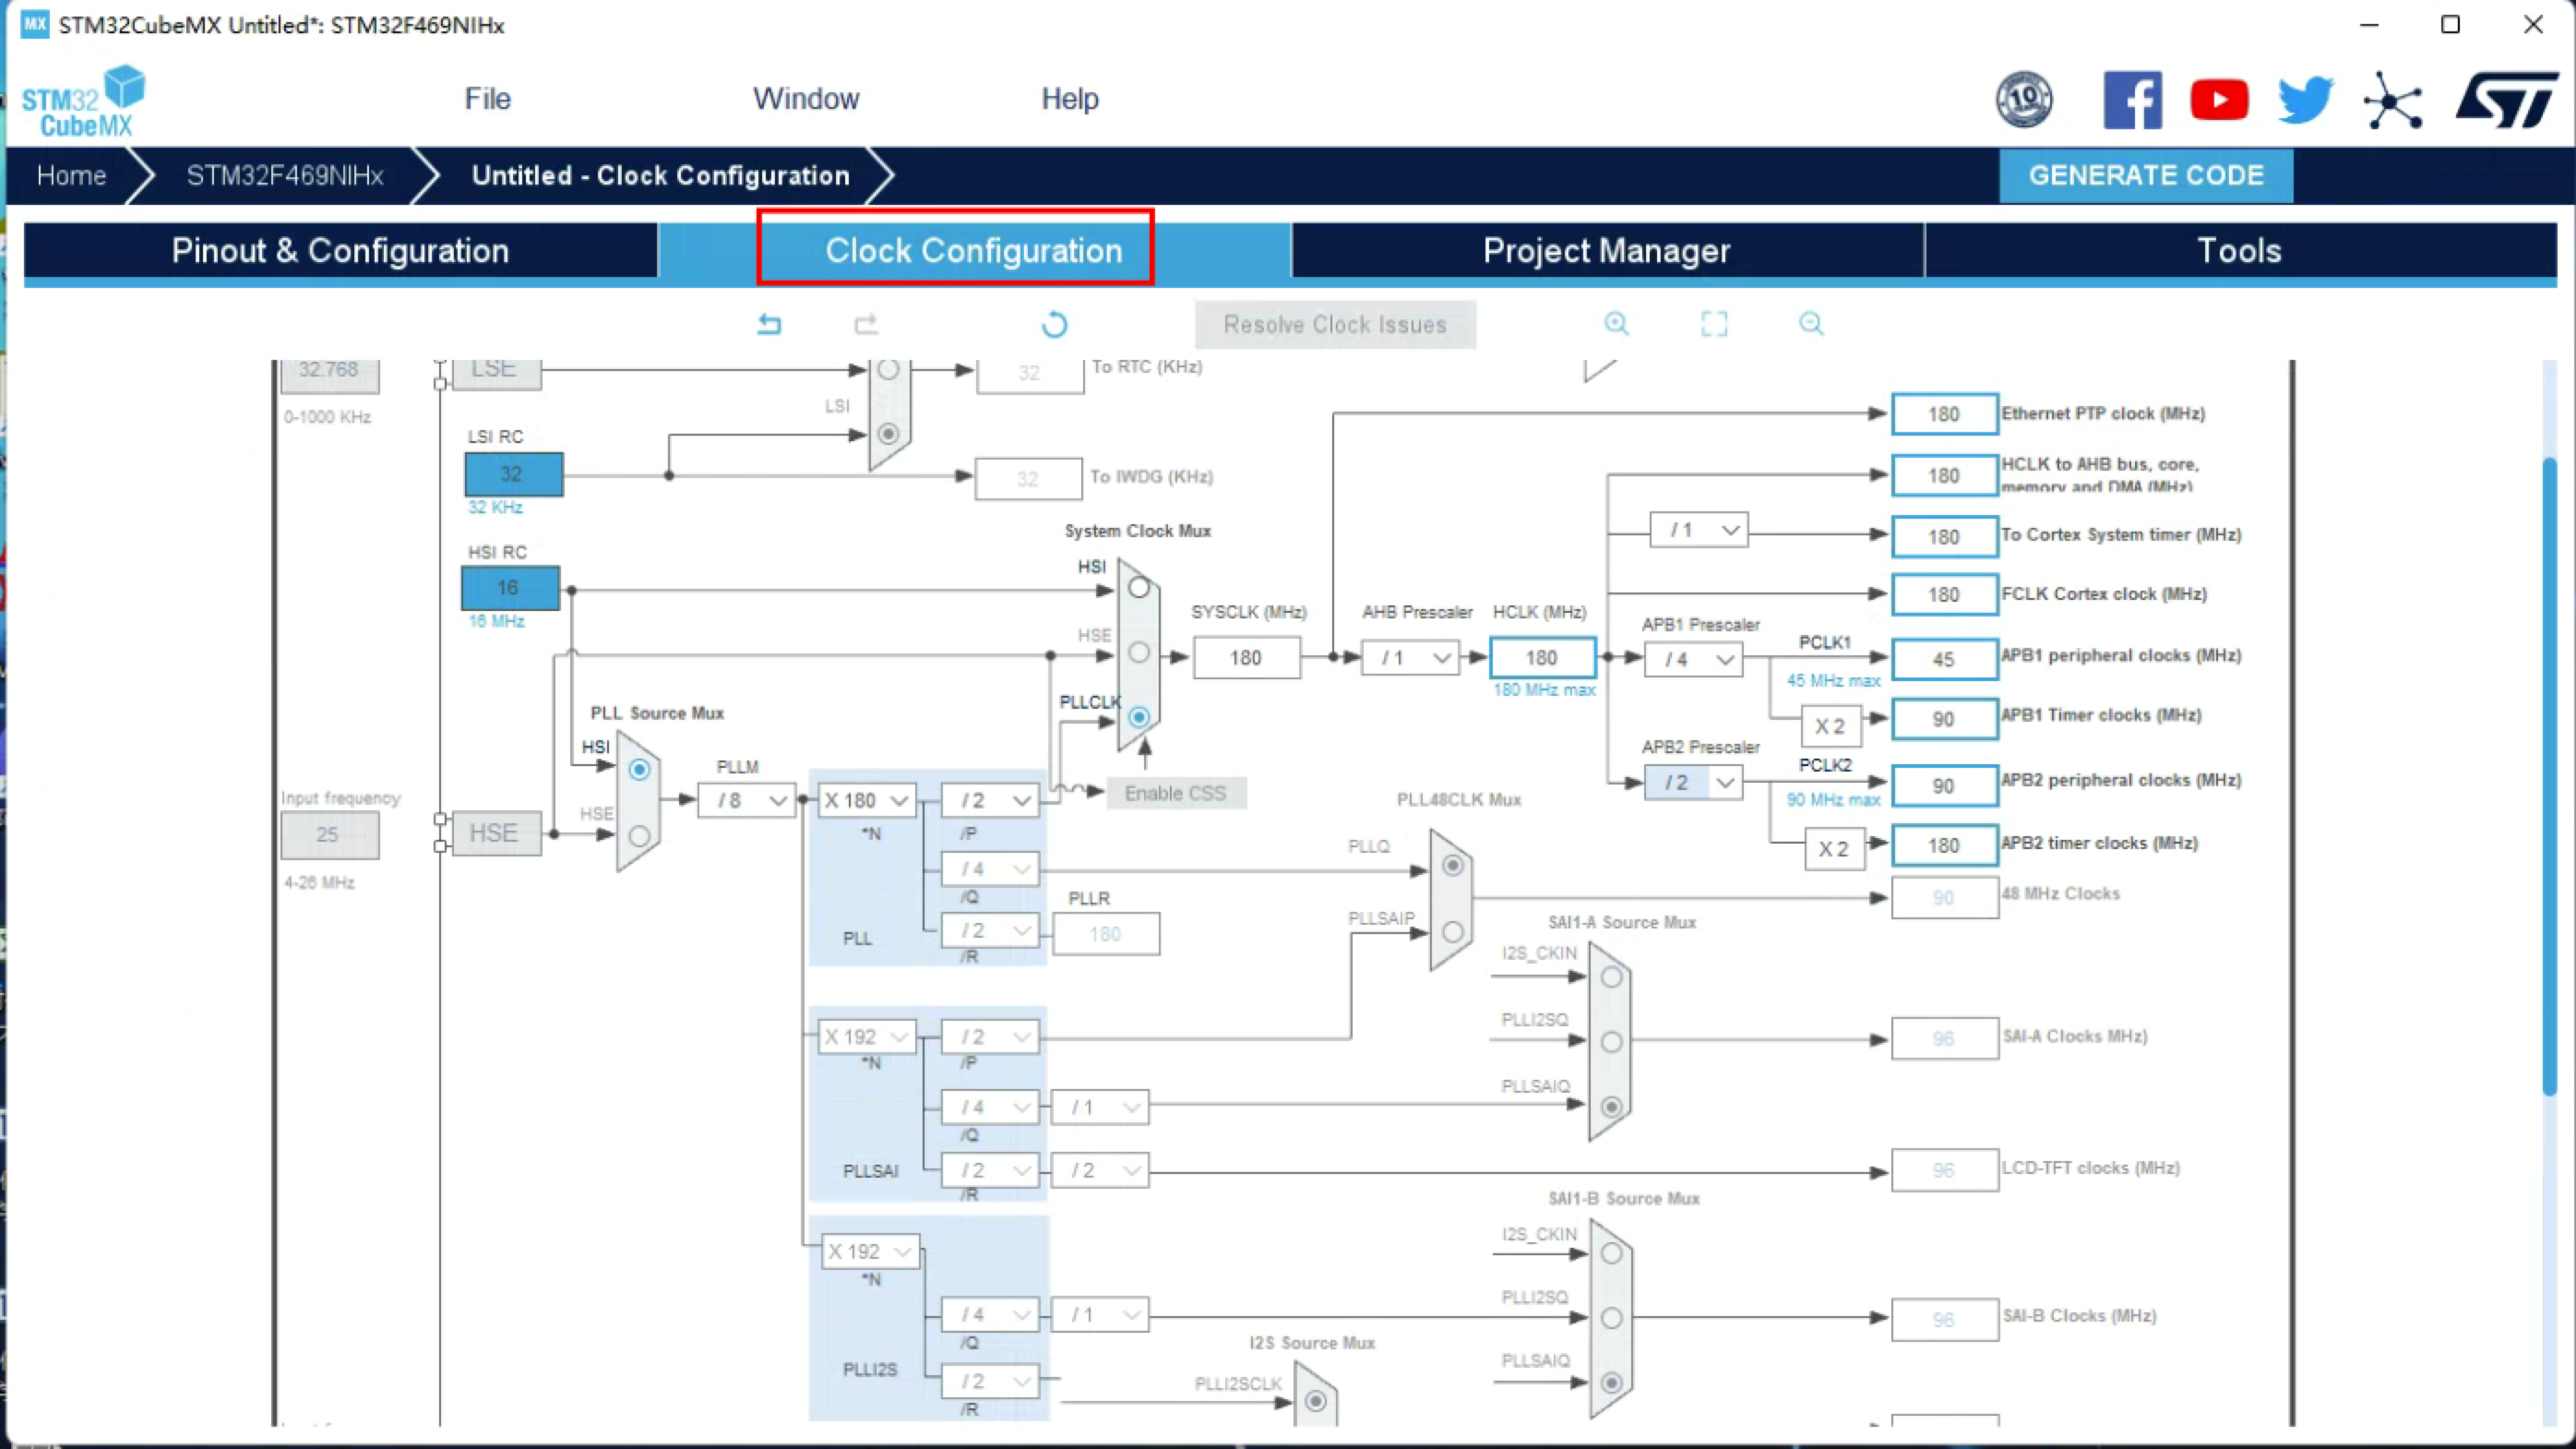 MX STM32CubeMX Untitled*: STM32F469NIHx
STM32
CubeMX
File
Window
Help
10
Home
STM32F469NIHx
Untitled - Clock Configuration
GENERATE CODE
Pinout & Configuration
Clock Configuration
Project Manager
Tools
Resolve Clock Issues
32.768
LSE
32
To RTC (KHz)
0-1000 KHz
LSI
180
Ethernet PTP clock (MHz)
LSI RC
32
32 KHz
32
To IWDG (KHz)
180
HCLK to AHB bus, core,
memory and DMA (MHz)
System Clock Mux
/ 1
180
To Cortex System timer (MHz)
HSI RC
16
16 MHz
HSI
HSE
PLLCLK
SYSCLK (MHz)
180
AHB Prescaler
/ 1
HCLK (MHz)
180
180 MHz max
180
FCLK Cortex clock (MHz)
APB1 Prescaler
/ 4
PCLK1
45 MHz max
45
APB1 peripheral clocks (MHz)
X 2
90
APB1 Timer clocks (MHz)
APB2 Prescaler
/ 2
PCLK2
90 MHz max
90
APB2 peripheral clocks (MHz)
X 2
180
APB2 timer clocks (MHz)
PLL Source Mux
HSI
HSE
PLLM
/ 8
X 180
*N
/ 2
/P
Enable CSS
Input frequency
25
4-26 MHz
HSE
/ 4
/Q
/ 2
/R
PLL
PLLR
180
PLL48CLK Mux
PLLQ
PLLSAIP
90
48 MHz Clocks
SAI1-A Source Mux
I2S_CKIN
PLLI2SQ
PLLSAIQ
96
SAI-A Clocks MHz)
X 192
*N
/ 2
/P
/ 4
/Q
/ 1
PLLSAI
/ 2
/R
/ 2
96
LCD-TFT clocks (MHz)
SAI1-B Source Mux
I2S_CKIN
PLLI2SQ
PLLSAIQ
96
SAI-B Clocks (MHz)
X 192
*N
/ 4
/Q
/ 1
PLLI2S
/ 2
/R
I2S Source Mux
PLLI2SCLK